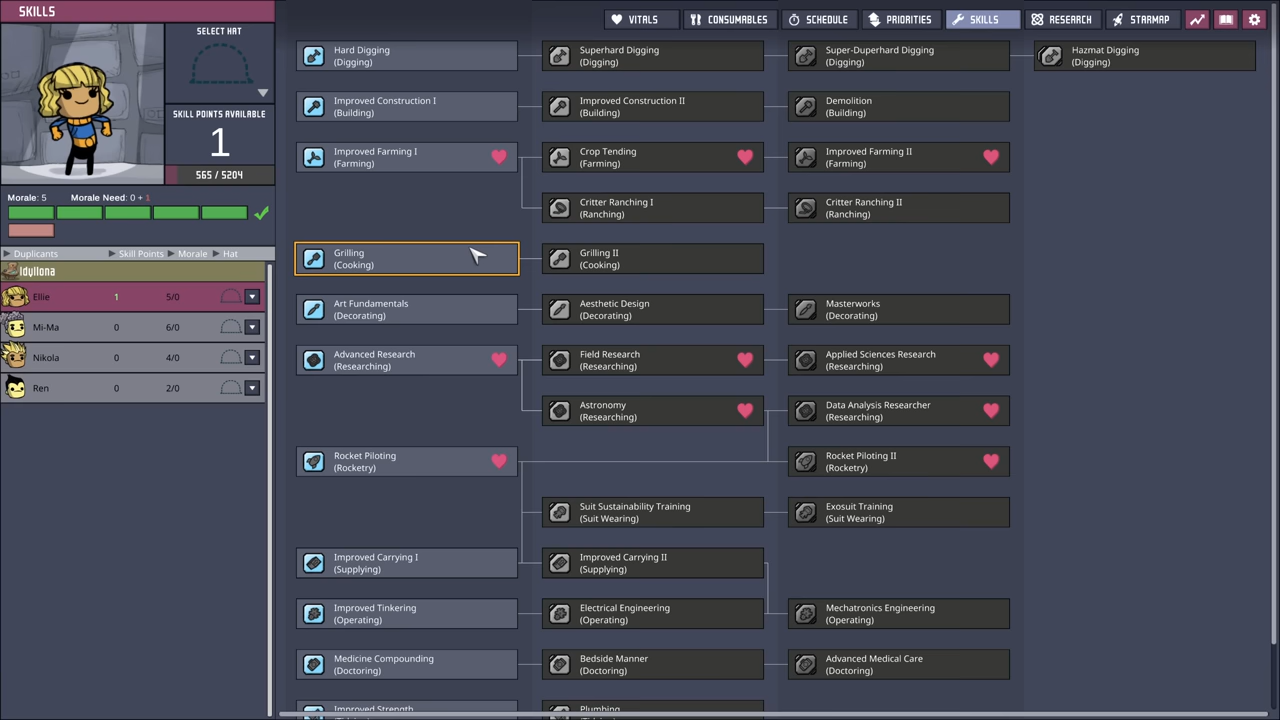 SKILLS
VITALS
CONSUMABLES
SCHEDULE
PRIORITIES
SKILLS
RESEARCH
STARMAP
SELECT HAT
SKILL POINTS AVAILABLE
1
565 / 5204
Morale: 5
Morale Need: 0 + 1
Duplicants
Skill Points
Morale
Hat
Idyllona
Ellie 1 5/0
Mi-Ma 0 6/0
Nikola 0 4/0
Ren 0 2/0
Hard Digging
(Digging)
Superhard Digging
(Digging)
Super-Duperhard Digging
(Digging)
Hazmat Digging
(Digging)
Improved Construction I
(Building)
Improved Construction II
(Building)
Demolition
(Building)
Improved Farming I
(Farming)
Crop Tending
(Farming)
Improved Farming II
(Farming)
Critter Ranching I
(Ranching)
Critter Ranching II
(Ranching)
Grilling
(Cooking)
Grilling II
(Cooking)
Art Fundamentals
(Decorating)
Aesthetic Design
(Decorating)
Masterworks
(Decorating)
Advanced Research
(Researching)
Field Research
(Researching)
Applied Sciences Research
(Researching)
Astronomy
(Researching)
Data Analysis Researcher
(Researching)
Rocket Piloting
(Rocketry)
Rocket Piloting II
(Rocketry)
Suit Sustainability Training
(Suit Wearing)
Exosuit Training
(Suit Wearing)
Improved Carrying I
(Supplying)
Improved Carrying II
(Supplying)
Improved Tinkering
(Operating)
Electrical Engineering
(Operating)
Mechatronics Engineering
(Operating)
Medicine Compounding
(Doctoring)
Bedside Manner
(Doctoring)
Advanced Medical Care
(Doctoring)
Improved Strength
Plumbing